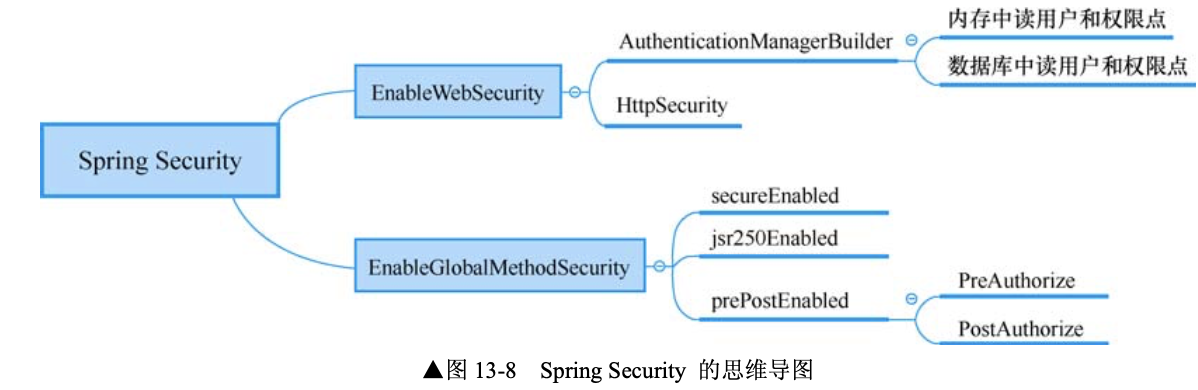 Spring Security
EnableWebSecurity
AuthenticationManagerBuilder
内存中读用户和权限点
数据库中读用户和权限点
HttpSecurity
EnableGlobalMethodSecurity
secureEnabled
jsr250Enabled
prePostEnabled
PreAuthorize
PostAuthorize
▲图 13-8 Spring Security 的思维导图